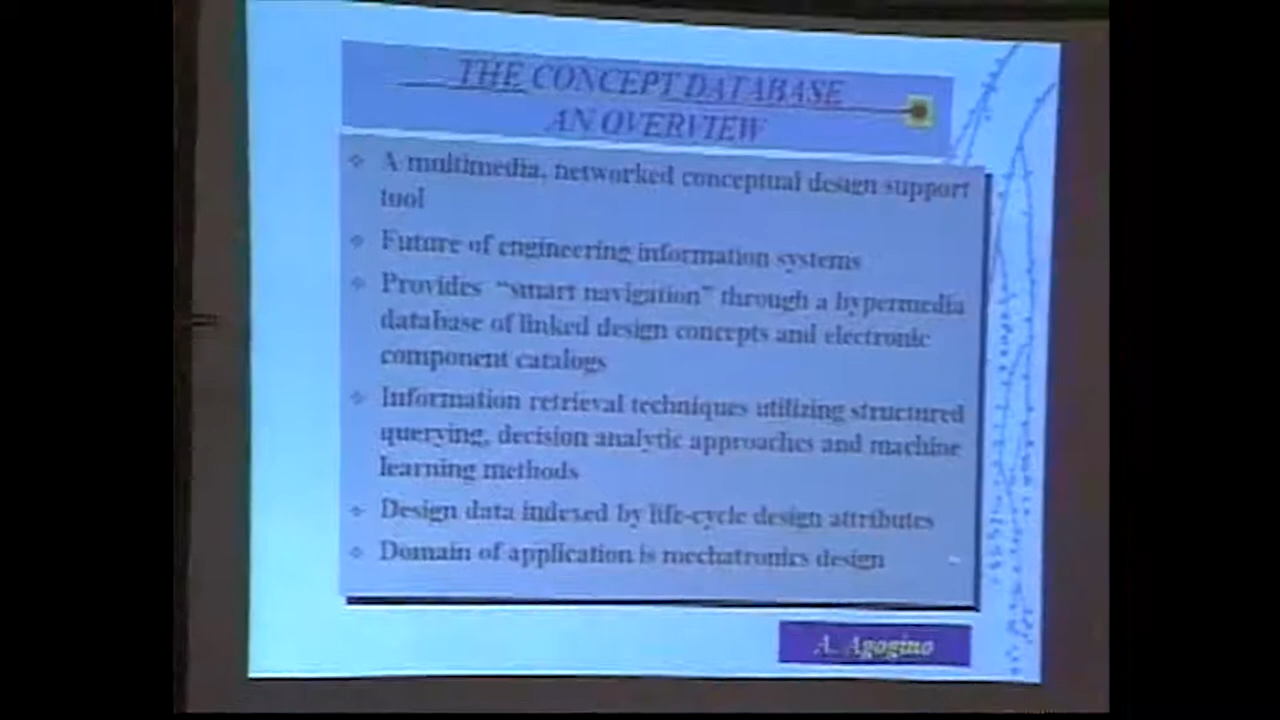 THE CONCEPT DATABASE
AN OVERVIEW
A multimedia, networked conceptual design support
tool
Future of engineering information systems
Provides “smart navigation” through a hypermedia
database of linked design concepts and electronic
component catalogs
Information retrieval techniques utilizing structured
querying, decision analytic approaches and machine
learning methods
Design data indexed by life-cycle design attributes
Domain of application is mechatronics design
A. Agogino